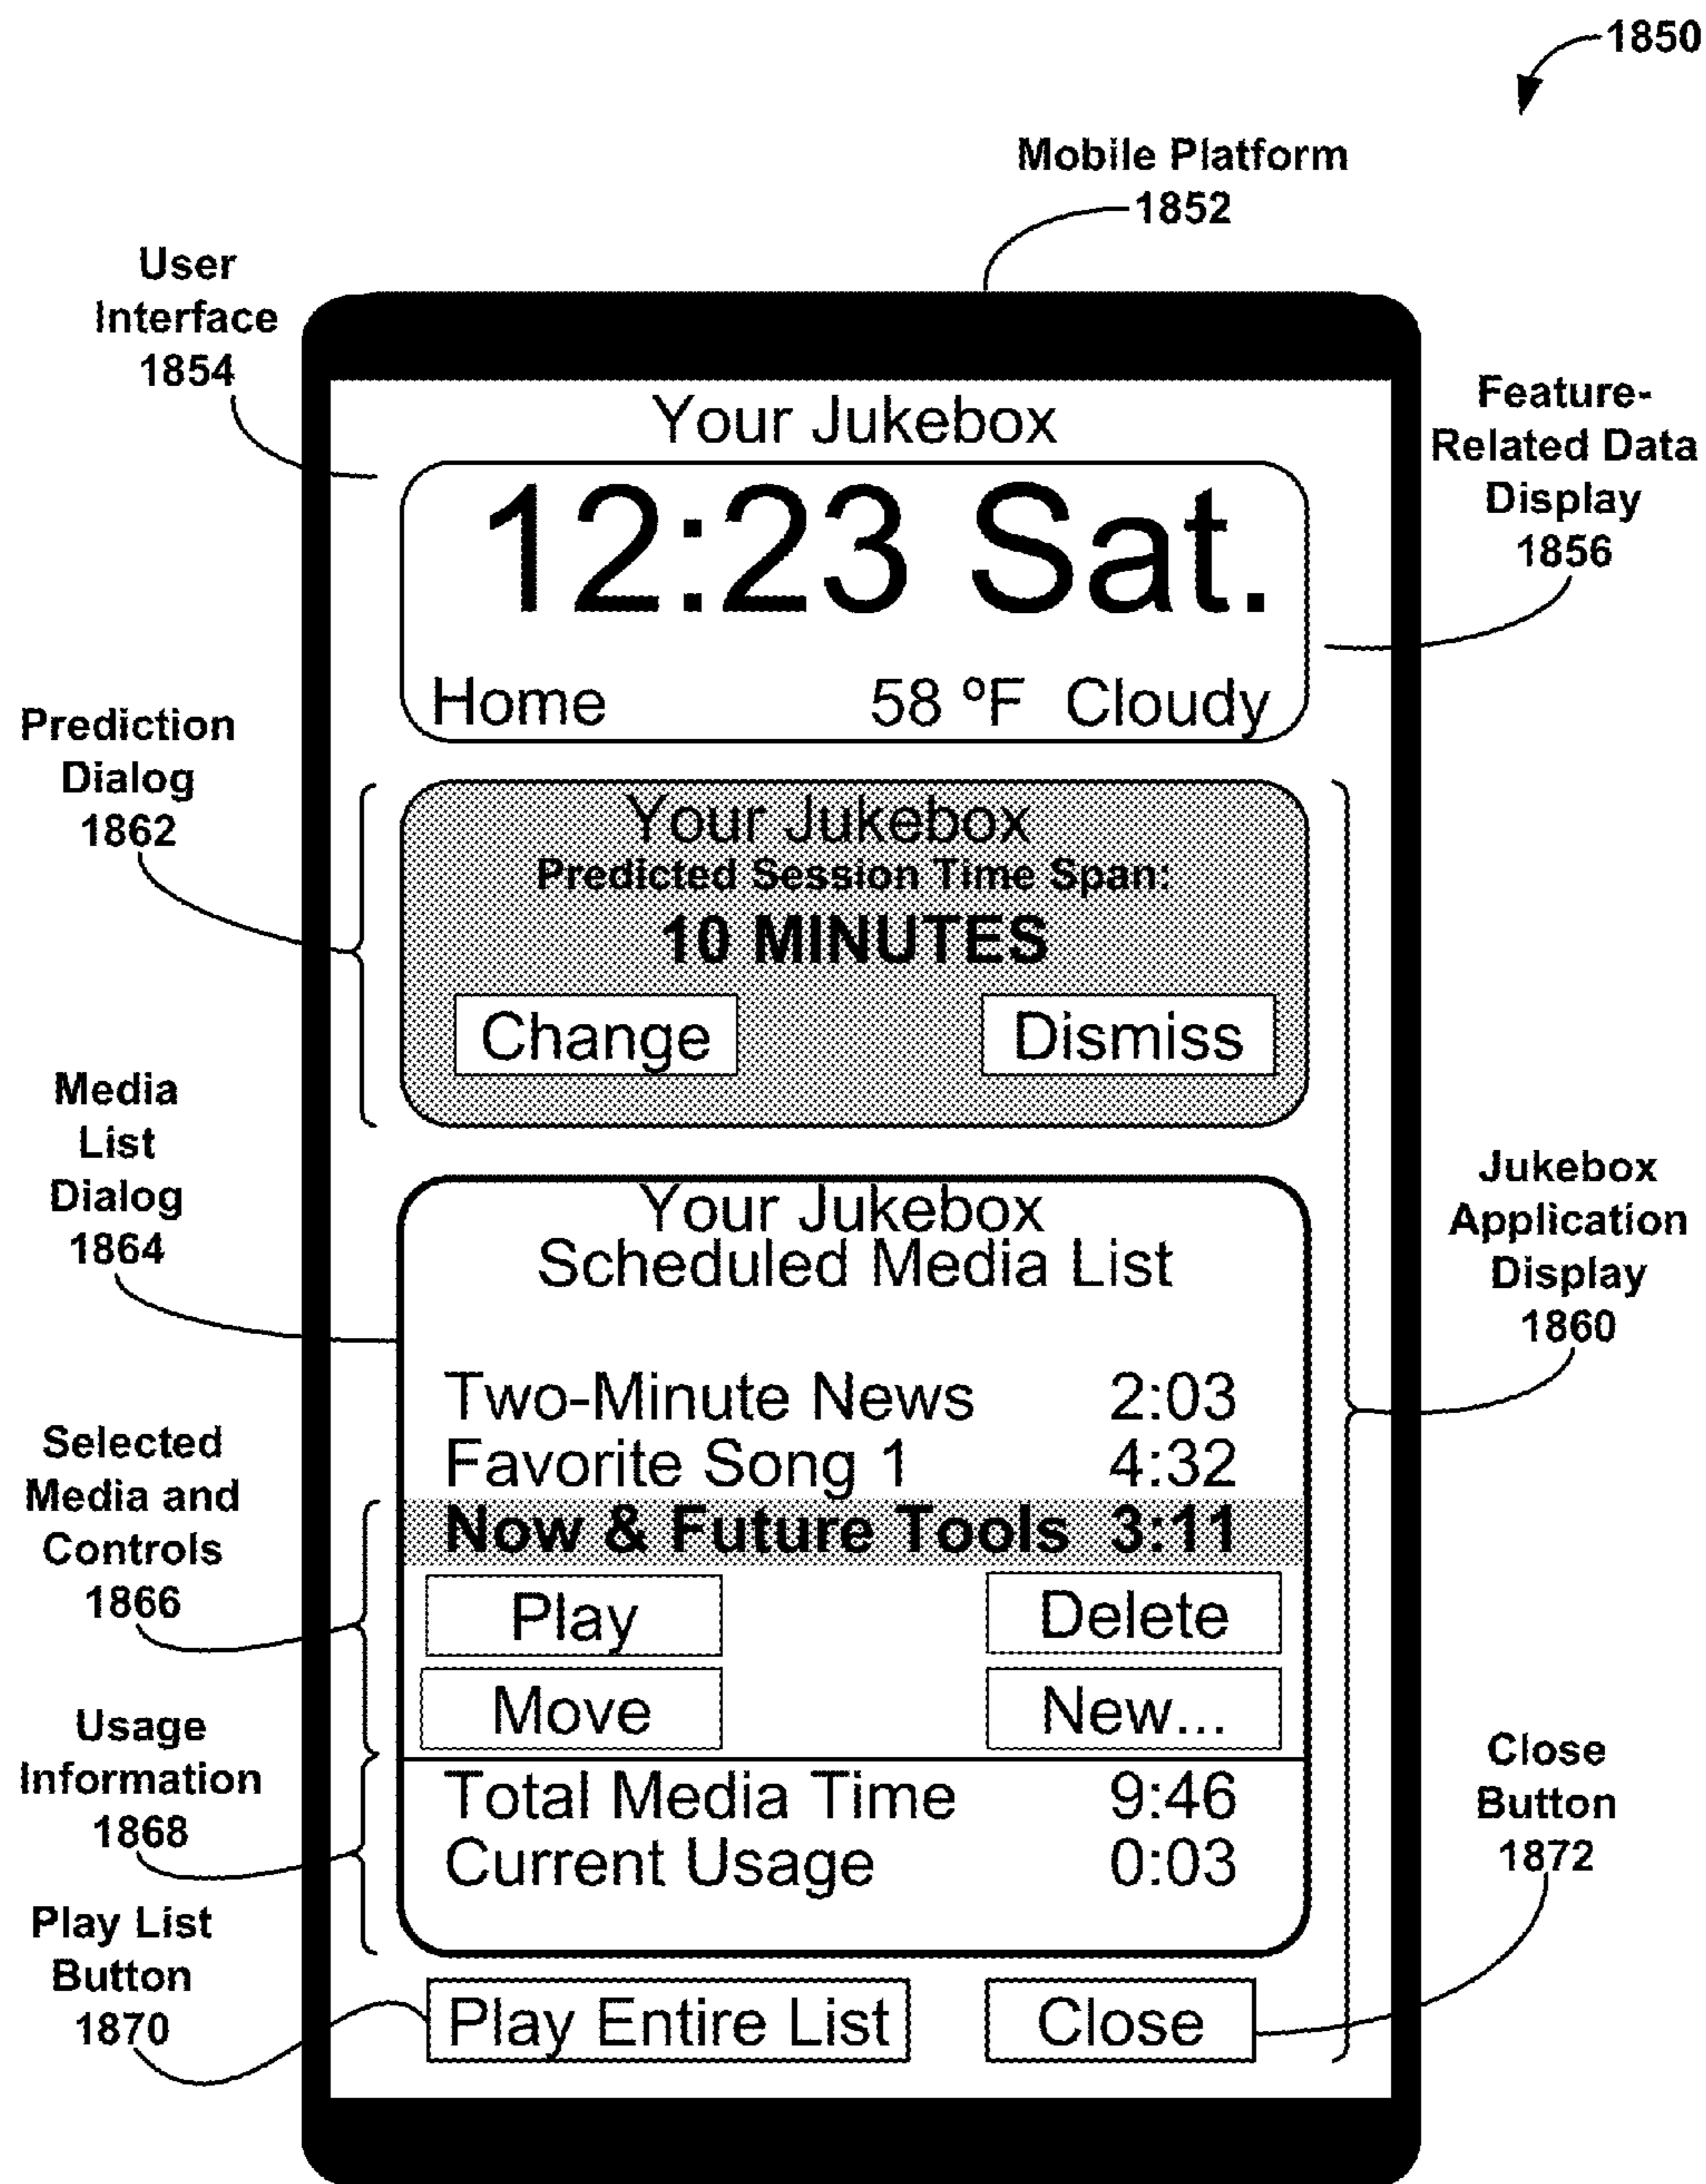 1850
Mobile Platform
1852
User
Interface
1854
Feature-
Related Data
Display
1856
Your Jukebox
12:23 Sat.
Home 58 ºF Cloudy
Prediction
Dialog
1862
Your Jukebox
Predicted Session Time Span:
10 MINUTES
Change Dismiss
Media
List
Dialog
1864
Jukebox
Application
Display
1860
Your Jukebox
Scheduled Media List
Two-Minute News 2:03
Favorite Song 1 4:32
Now & Future Tools 3:11
Selected
Media and
Controls
1866
Play Delete
Move New...
Usage
Information
1868
Total Media Time 9:46
Current Usage 0:03
Close
Button
1872
Play List
Button
1870
Play Entire List Close